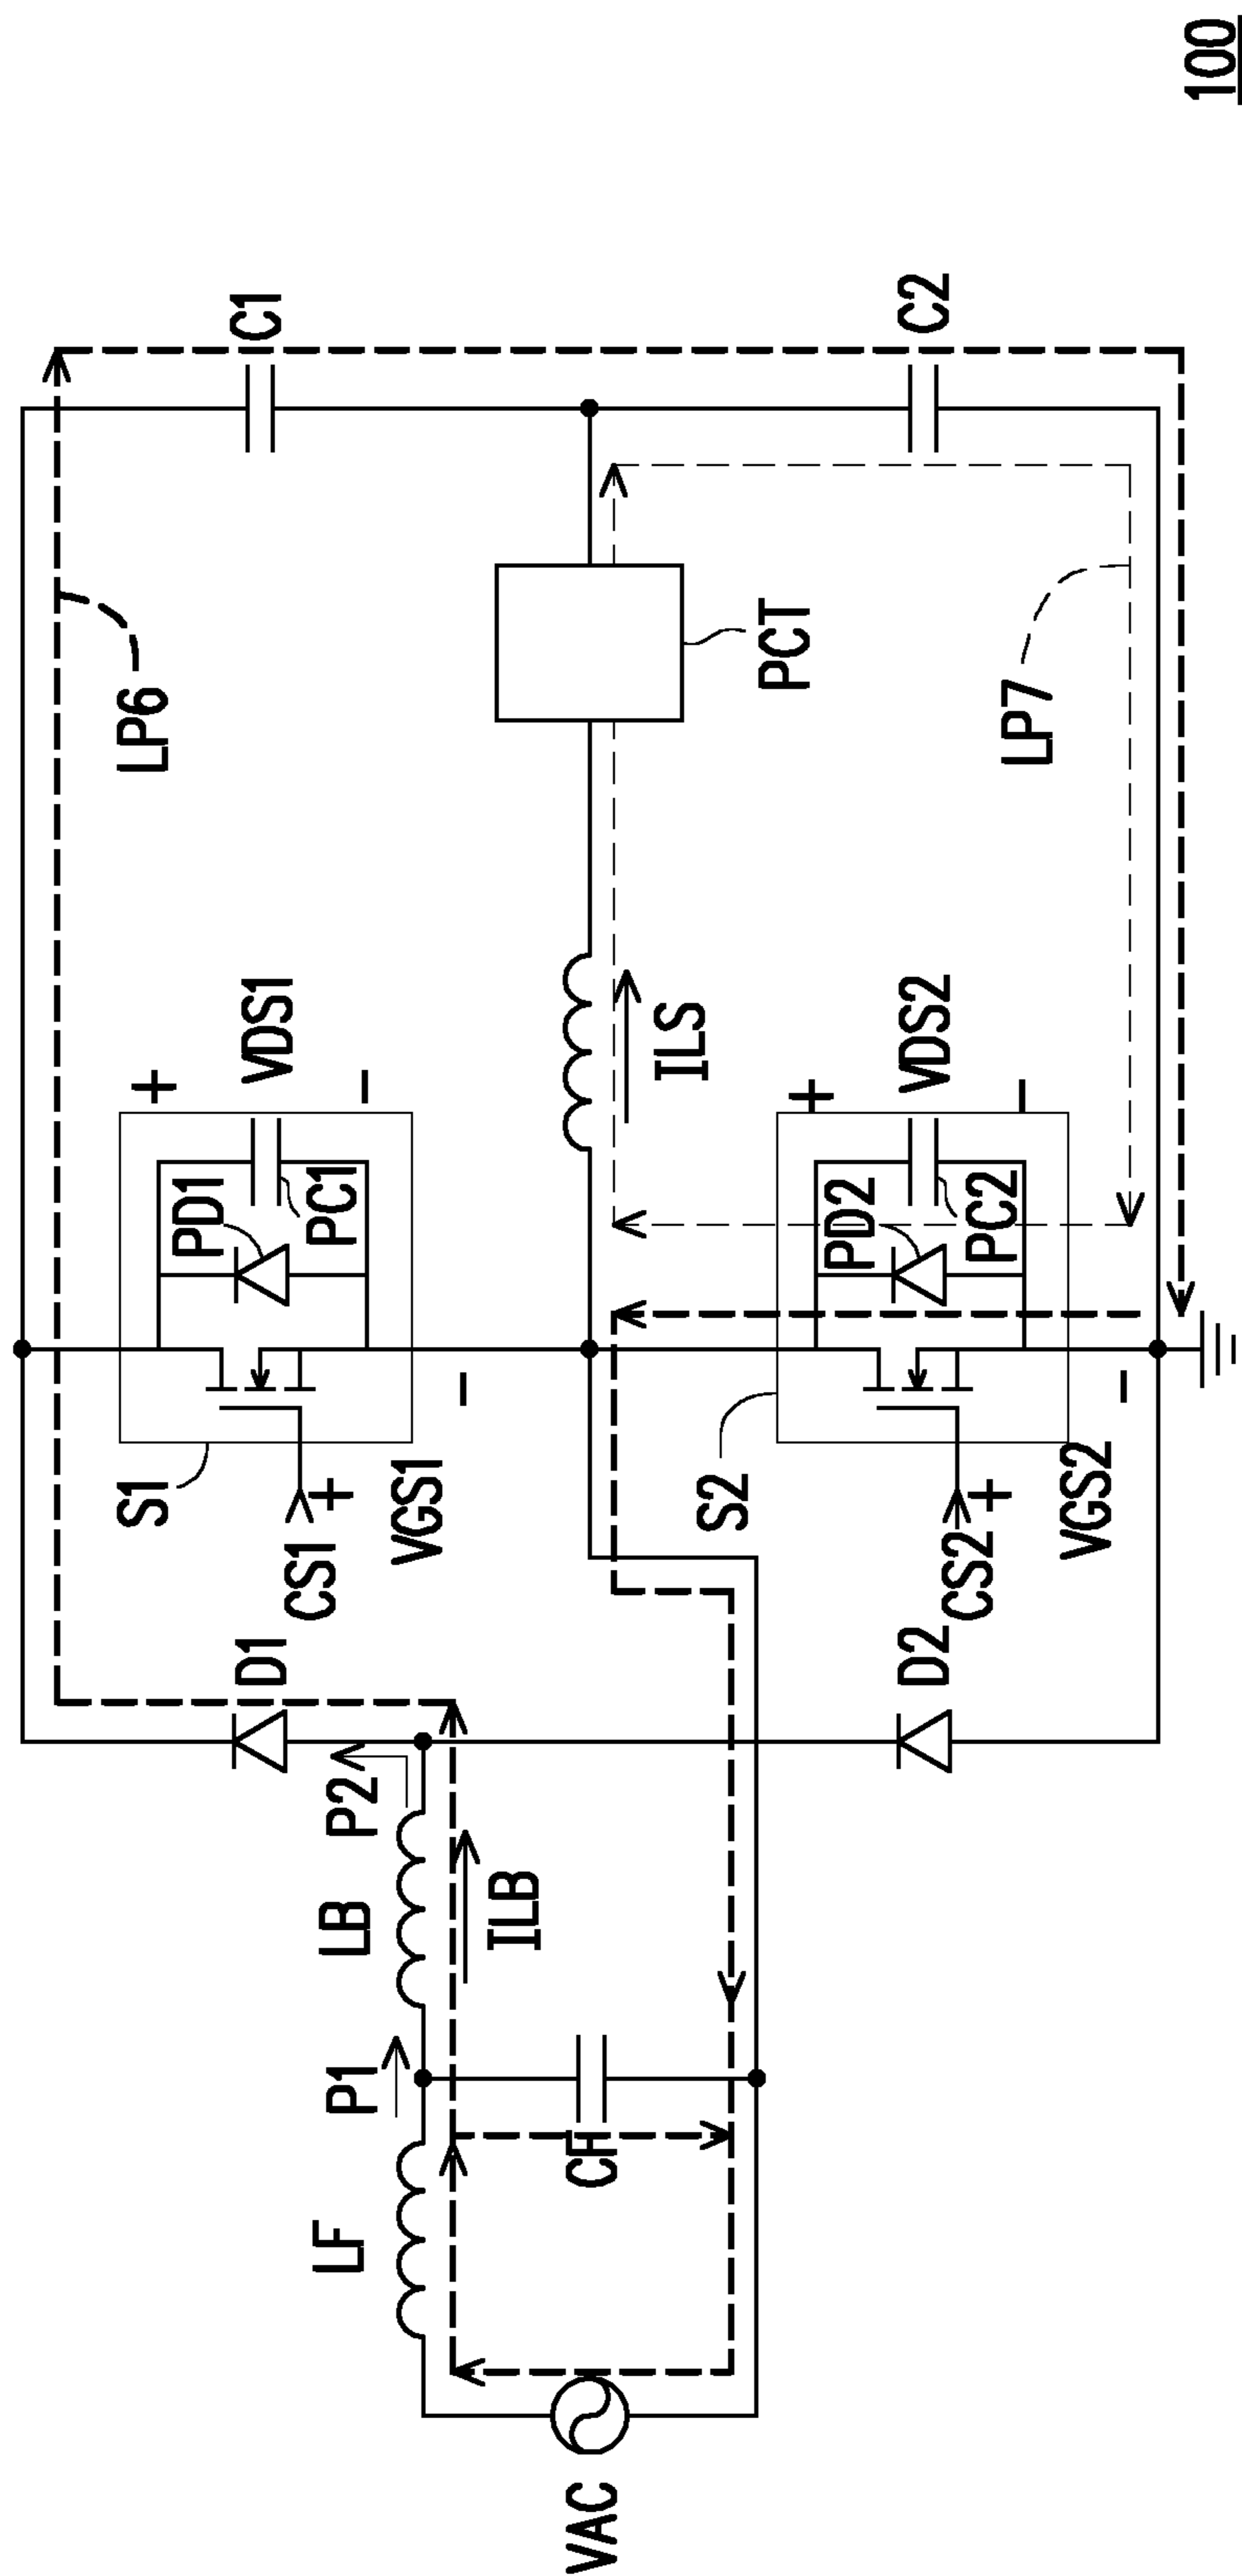 100
C1
C2
LP6
PCT
LP7
+
VDS1
−
ILS
+
VDS2
−
PD1
PC1
PD2
PC2
S1
CS1
+
VGS1
−
S2
CS2
+
VGS2
−
D1
D2
P2
LB
ILB
P1
LF
CF
VAC